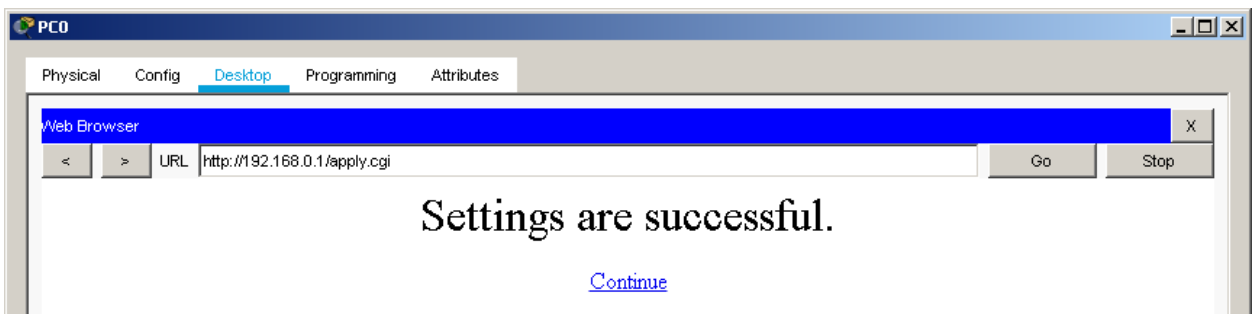 PC0
Physical Config Desktop Programming Attributes
Web Browser X
< > URL http://192.168.0.1/apply.cgi Go Stop
Settings are successful.
Continue